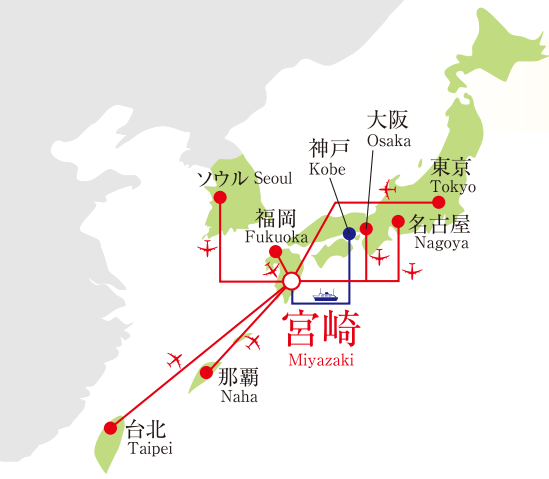 大阪
Osaka
神戸
Kobe
東京
Tokyo
ソウル Seoul
福岡
Fukuoka
名古屋
Nagoya
宮崎
Miyazaki
那覇
Naha
台北
Taipei